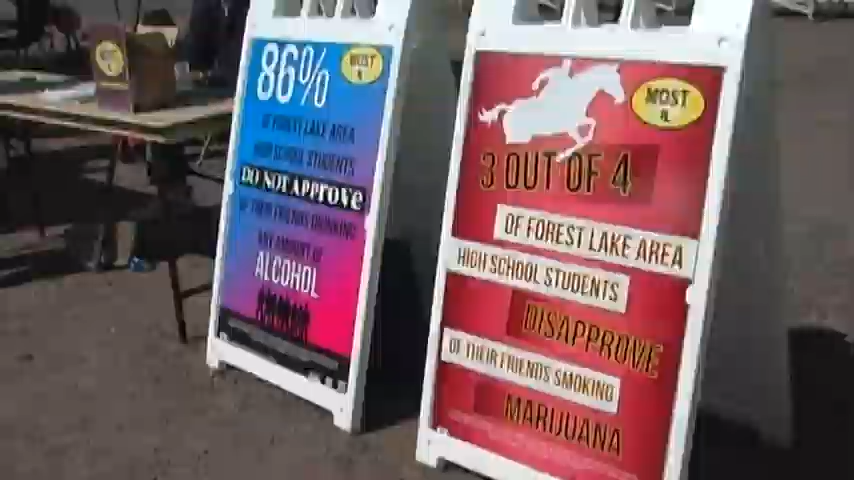 86%
MOST
OF FOREST LAKE AREA
HIGH SCHOOL STUDENTS
DO NOT APPROVE
OF THEIR FRIENDS DRINKING
ANY AMOUNT OF
ALCOHOL
MOST
3 OUT OF 4
OF FOREST LAKE AREA
HIGH SCHOOL STUDENTS
DISAPPROVE
OF THEIR FRIENDS SMOKING
MARIJUANA